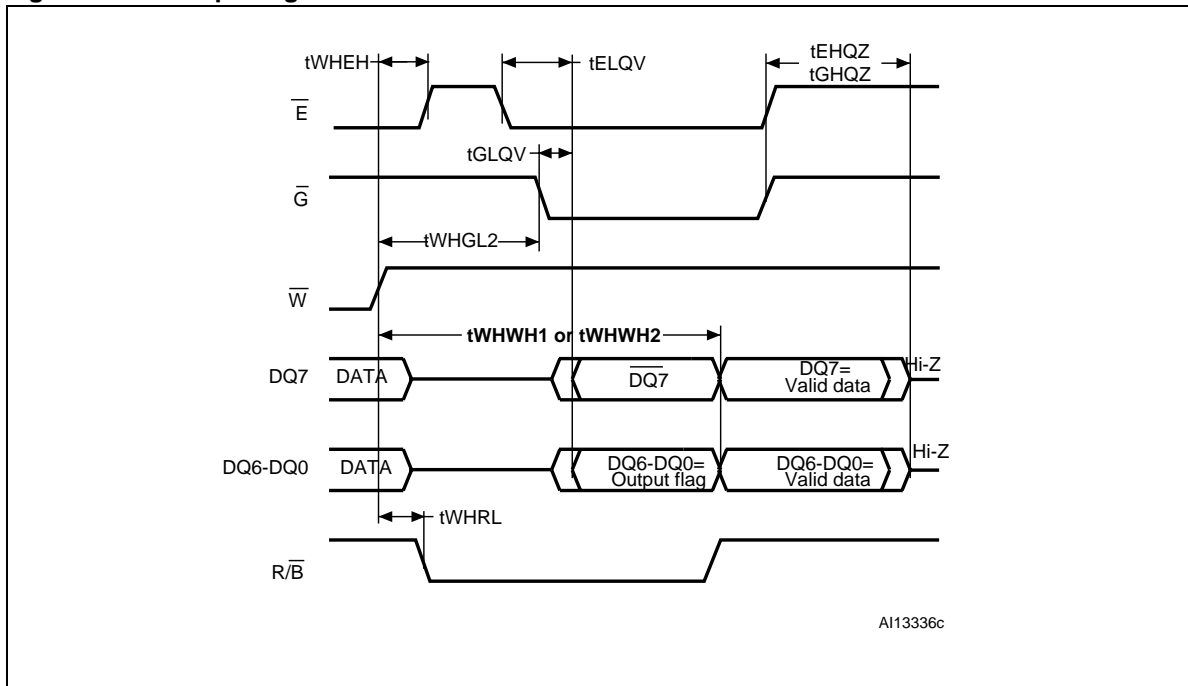 tWHEH
tELQV
tEHQZ
tGHQZ
E̅
tGLQV
G̅
tWHGL2
W̅
tWHWH1 or tWHWH2
DQ7
DATA
D̅Q̅7̅
DQ7=
Valid data
Hi-Z
DQ6-DQ0
DATA
DQ6-DQ0=
Output flag
DQ6-DQ0=
Valid data
Hi-Z
tWHRL
R/B̅
AI13336c